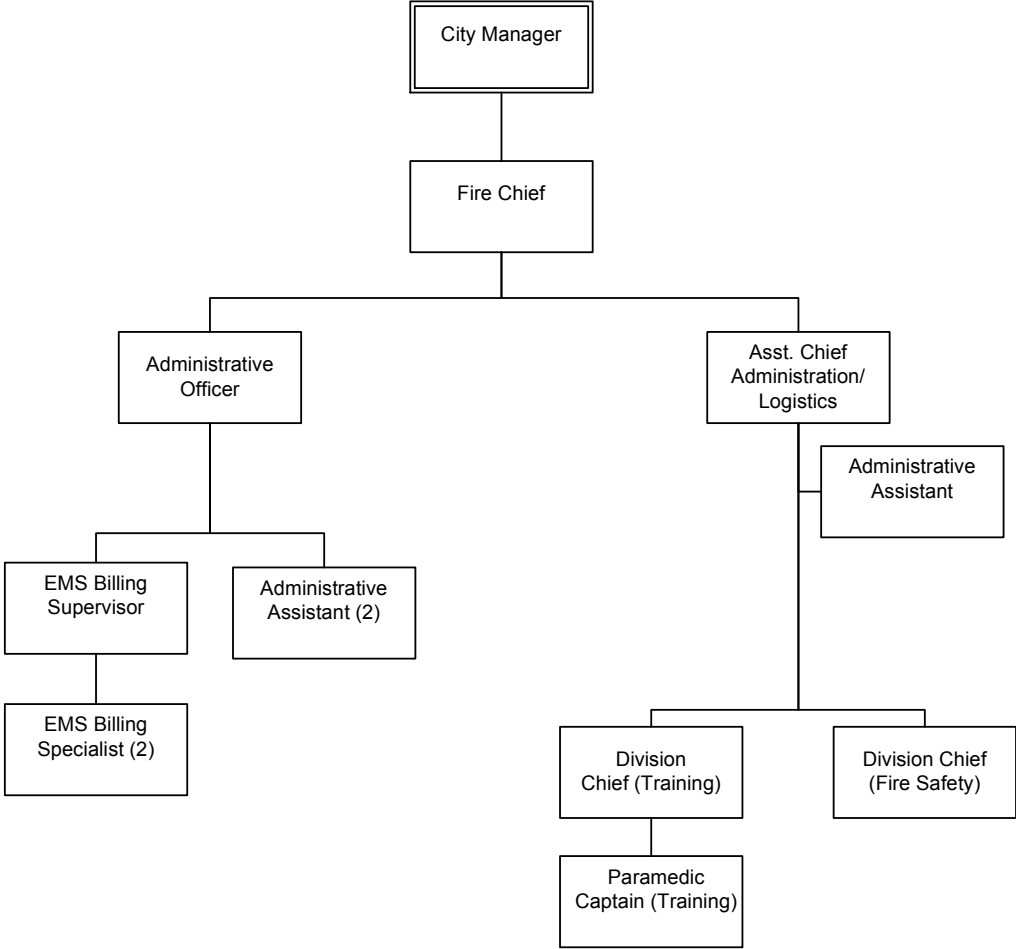 City Manager
Fire Chief
Administrative
Officer
Asst. Chief
Administration/
Logistics
Administrative
Assistant
EMS Billing
Supervisor
Administrative
Assistant (2)
EMS Billing
Specialist (2)
Division
Chief (Training)
Division Chief
(Fire Safety)
Paramedic
Captain (Training)